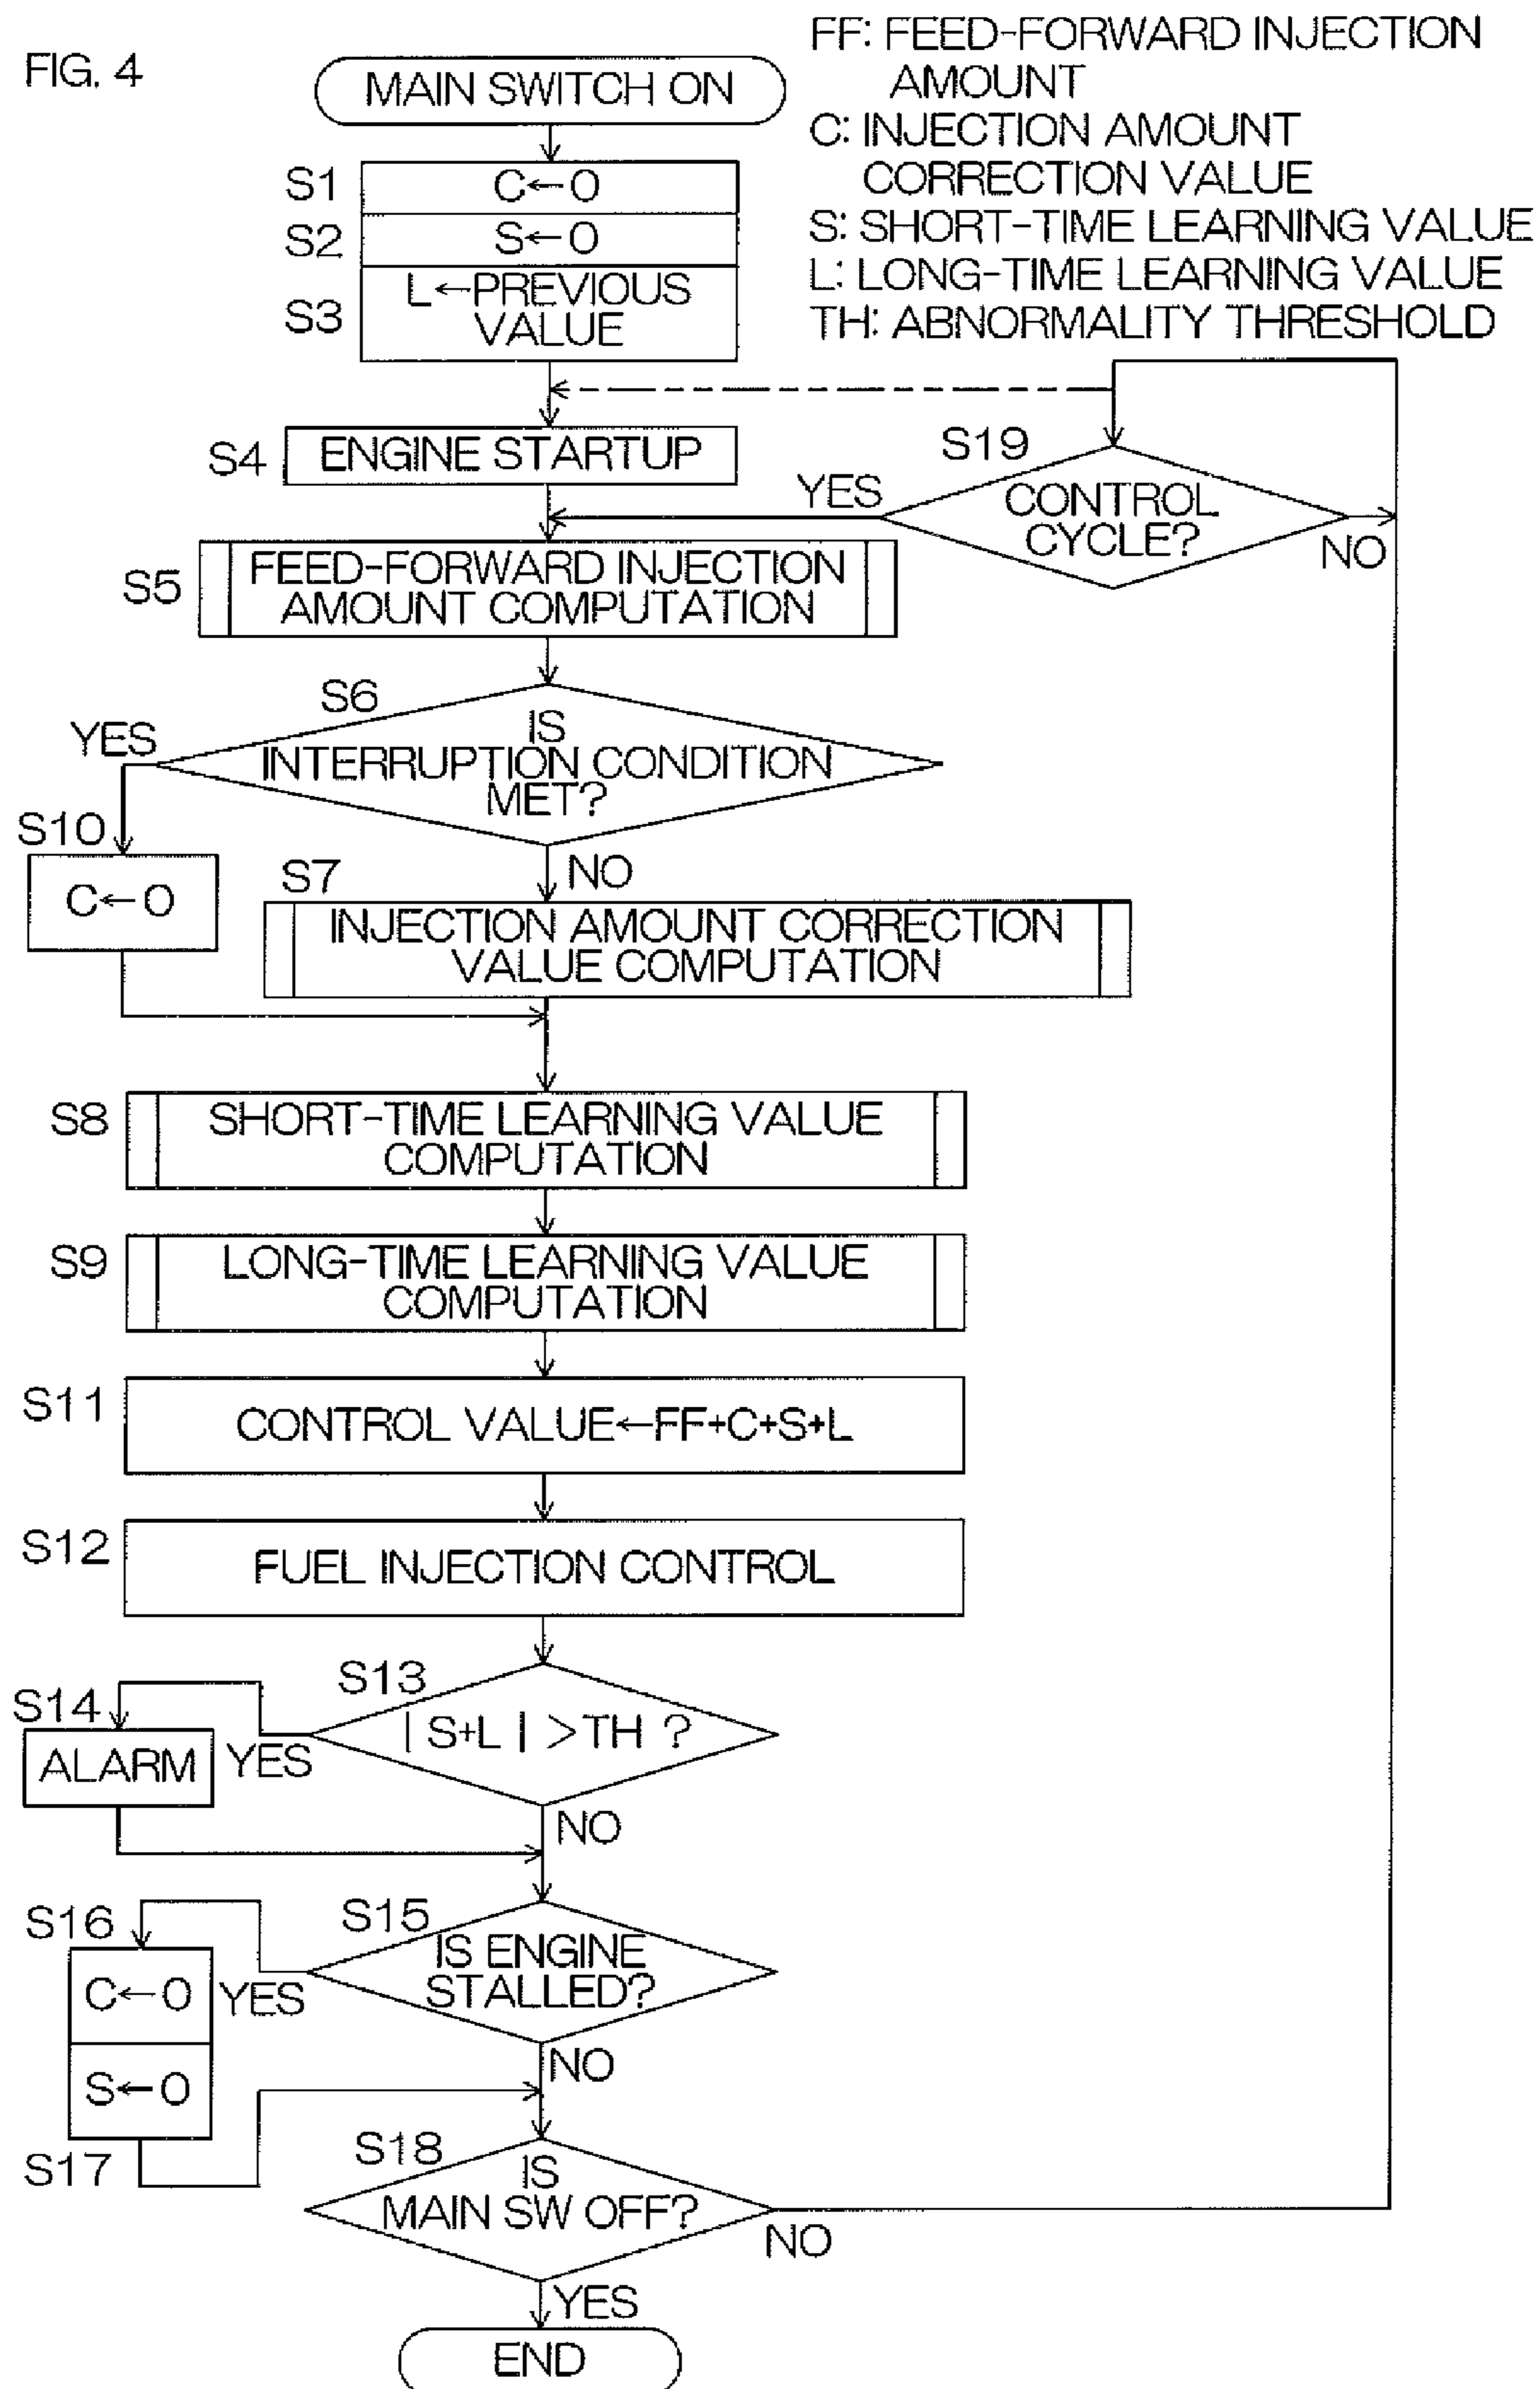 FIG. 4
FF: FEED-FORWARD INJECTION
AMOUNT
C: INJECTION AMOUNT
CORRECTION VALUE
S: SHORT-TIME LEARNING VALUE
L: LONG-TIME LEARNING VALUE
TH: ABNORMALITY THRESHOLD
MAIN SWITCH ON
S1
C←0
S2
S←0
S3
L←PREVIOUS
VALUE
S4
ENGINE STARTUP
S19
CONTROL
CYCLE?
YES
NO
S5
FEED-FORWARD INJECTION
AMOUNT COMPUTATION
S6
IS
INTERRUPTION CONDITION
MET?
YES
NO
S10
C←0
S7
INJECTION AMOUNT CORRECTION
VALUE COMPUTATION
S8
SHORT-TIME LEARNING VALUE
COMPUTATION
S9
LONG-TIME LEARNING VALUE
COMPUTATION
S11
CONTROL VALUE←FF+C+S+L
S12
FUEL INJECTION CONTROL
S13
| S+L | >TH ?
S14
ALARM
YES
NO
S15
IS ENGINE
STALLED?
S16
C←0
YES
NO
S←0
S17
S18
IS
MAIN SW OFF?
NO
YES
END